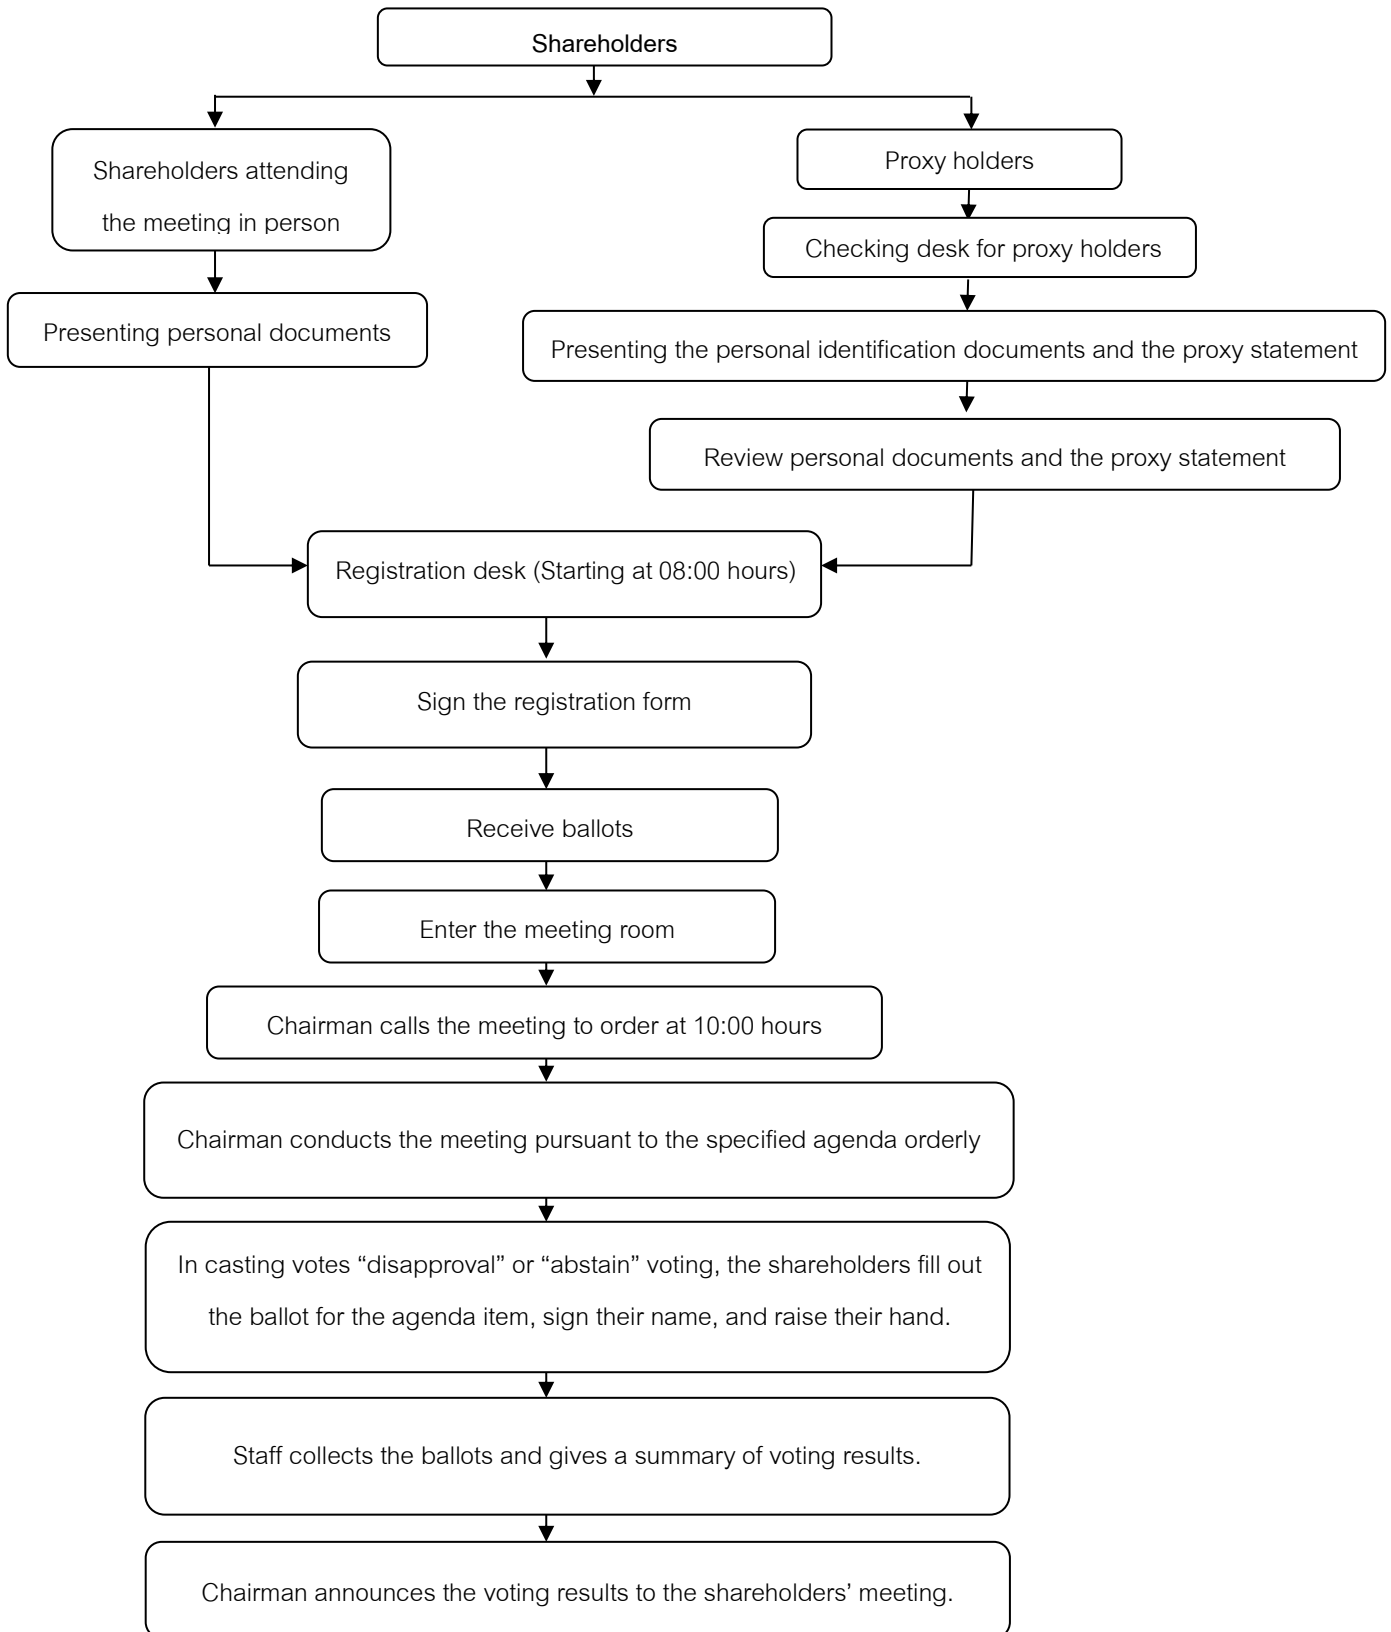 Shareholders
Shareholders attending
the meeting in person
Presenting personal documents
Proxy holders
Checking desk for proxy holders
Presenting the personal identification documents and the proxy statement
Review personal documents and the proxy statement
Registration desk (Starting at 08:00 hours)
Sign the registration form
Receive ballots
Enter the meeting room
Chairman calls the meeting to order at 10:00 hours
Chairman conducts the meeting pursuant to the specified agenda orderly
In casting votes “disapproval” or “abstain” voting, the shareholders fill out
the ballot for the agenda item, sign their name, and raise their hand.
Staff collects the ballots and gives a summary of voting results.
Chairman announces the voting results to the shareholders’ meeting.